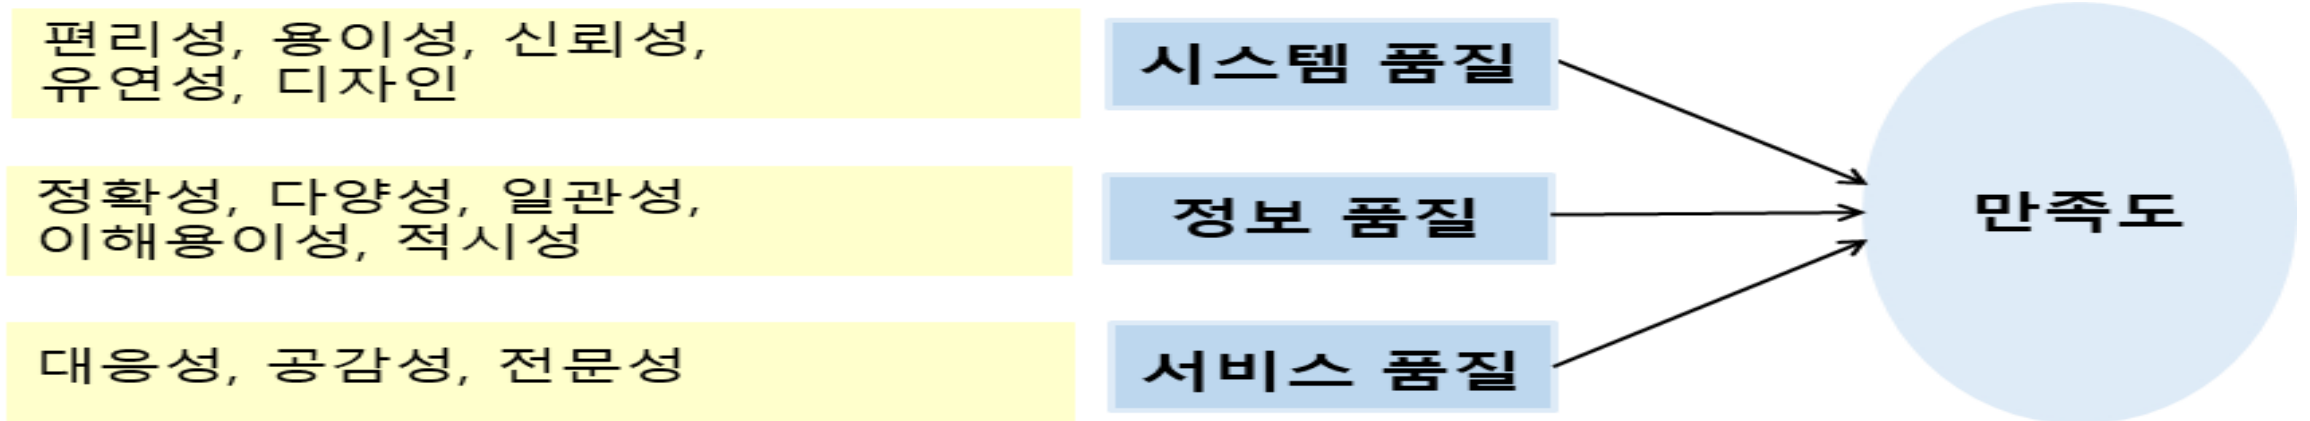 편리성, 용이성, 신뢰성,
유연성, 디자인
시스템 품질
정확성, 다양성, 일관성,
이해용이성, 적시성
정보 품질
만족도
대응성, 공감성, 전문성
서비스 품질